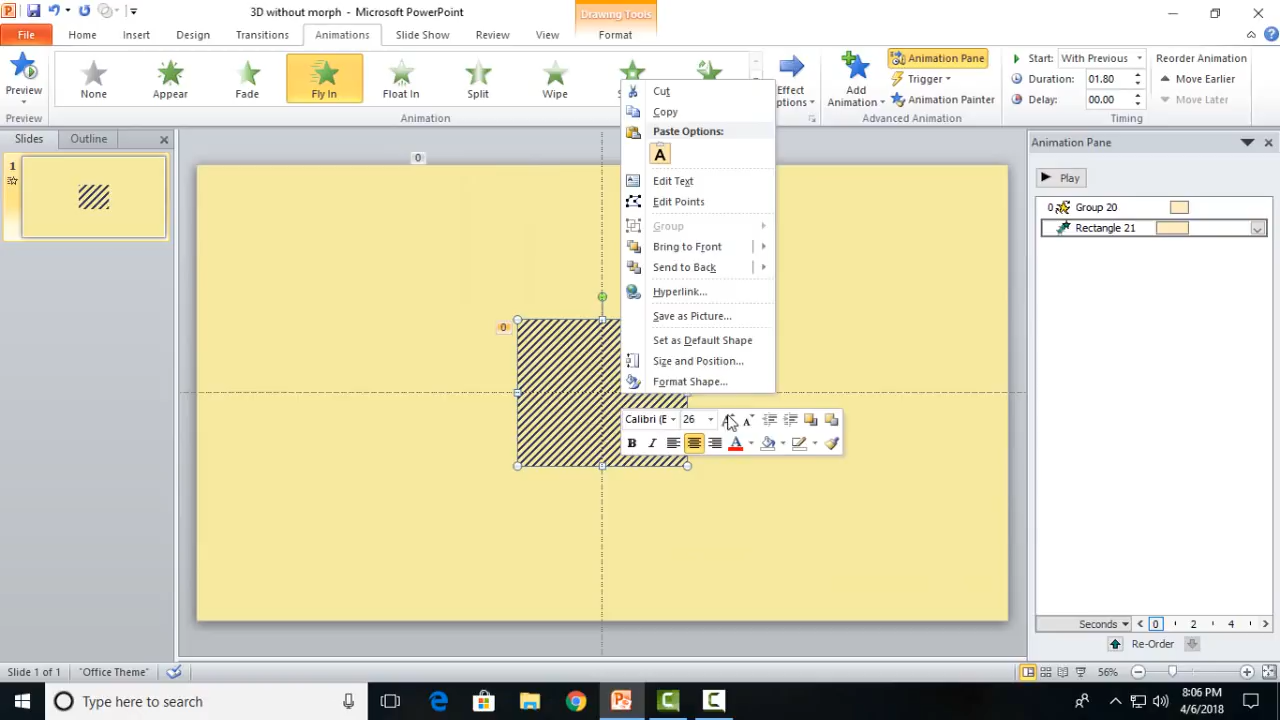 3D without morph - Microsoft PowerPoint
Drawing Tools
File
Home
Insert
Design
Transitions
Animations
Slide Show
Review
View
Format
Preview
None
Appear
Fade
Fly In
Float In
Split
Wipe
Effect
Add
Animation
Animation Pane
Trigger
Animation Painter
Start: With Previous
Duration: 01.80
Delay: 00.00
Reorder Animation
Move Earlier
Move Later
Preview
Animation
Advanced Animation
Timing
Slides
Outline
1
0
0
Cut
Copy
Paste Options:
A
Edit Text
Edit Points
Group
Bring to Front
Send to Back
Hyperlink...
Save as Picture...
Set as Default Shape
Size and Position...
Format Shape...
Calibri (E
26
B I A
Animation Pane
Play
0 Group 20
Rectangle 21
Seconds 0 2 4
Re-Order
Slide 1 of 1
"Office Theme"
56%
Type here to search
8:06 PM
4/6/2018